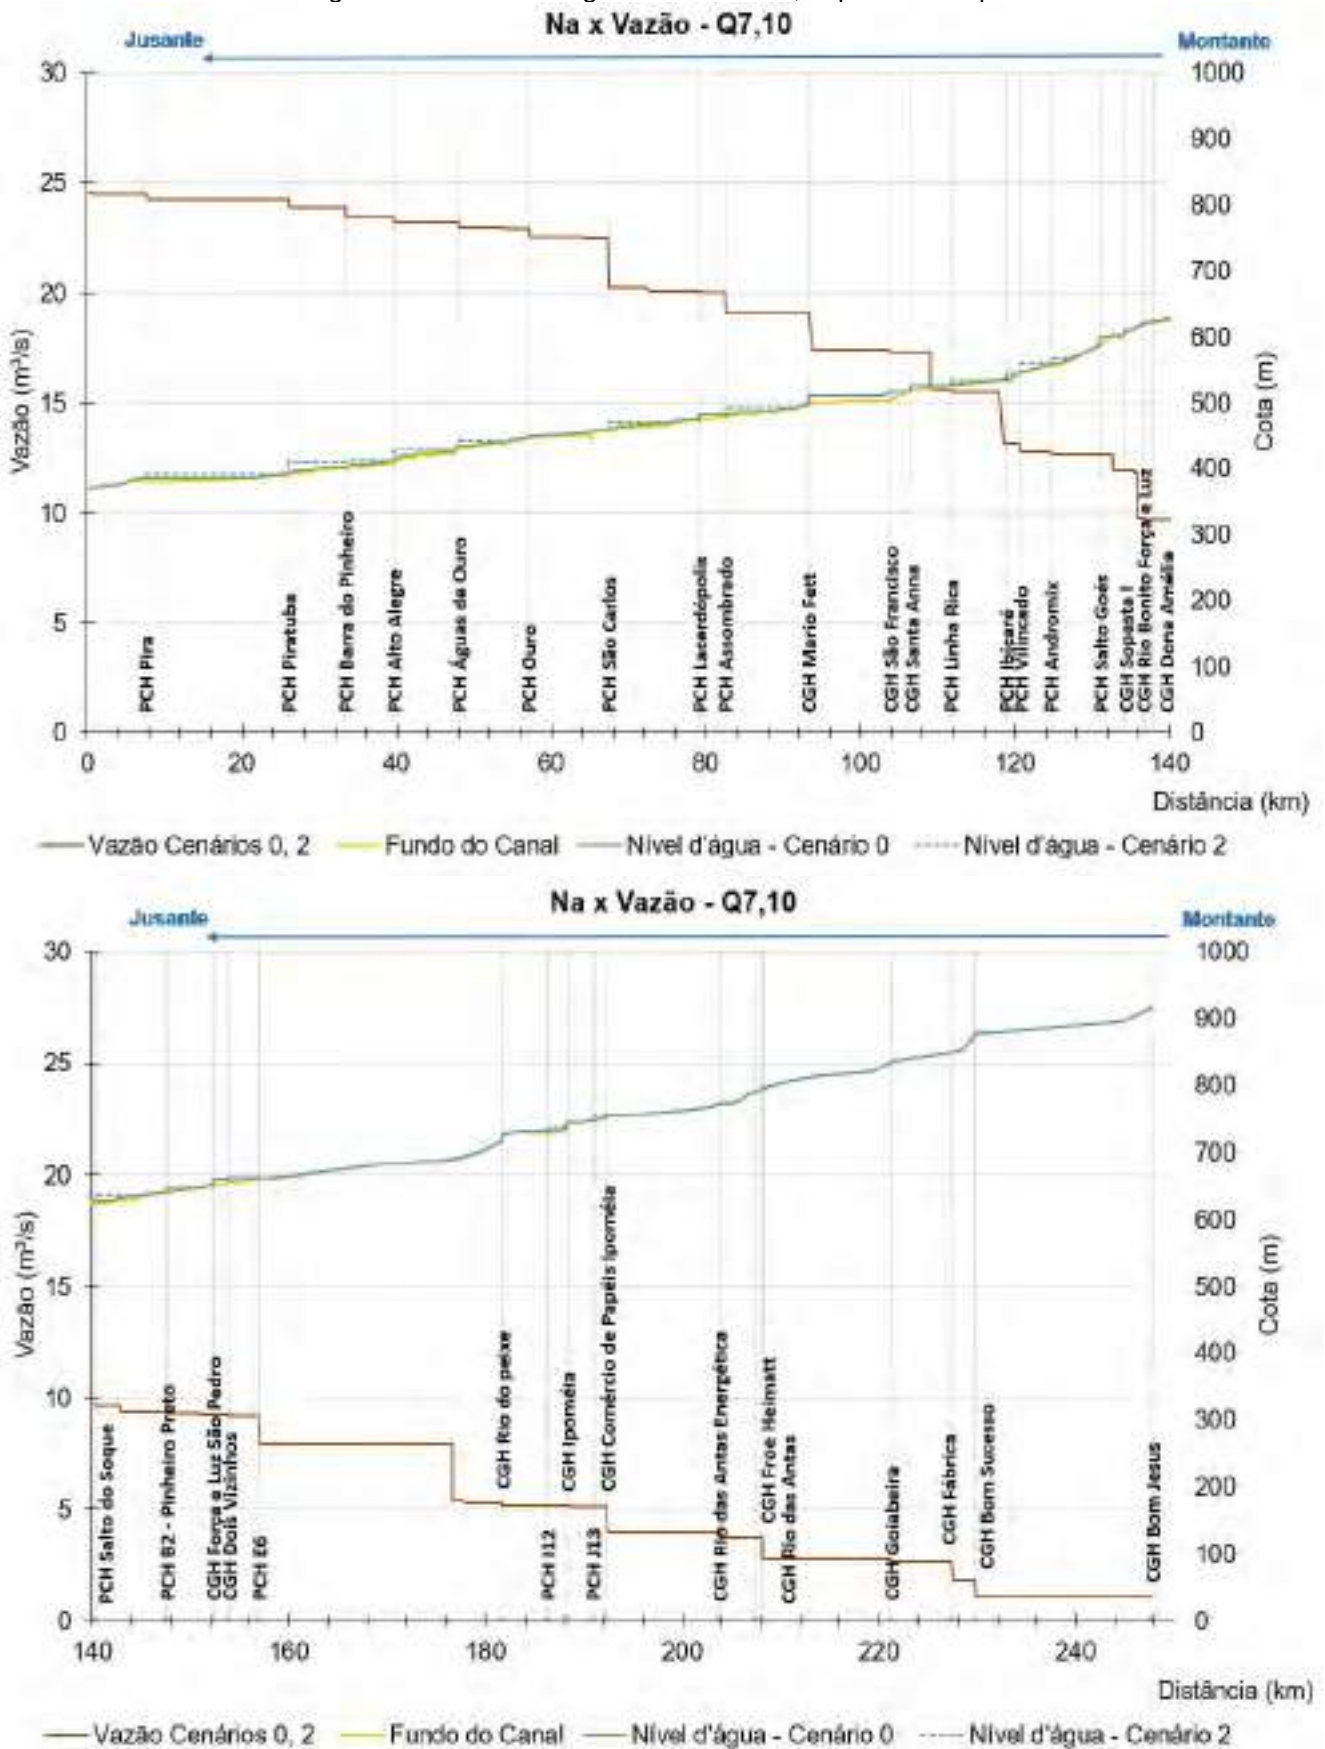 Na x Vazão - Q7,10
Jusante
Montante
30
25
20
15
10
5
0
Vazão (m³/s)
1000
900
800
700
600
500
400
300
200
100
0
Cota (m)
PCH Pira
PCH Piratuba
PCH Barra do Pinheiro
PCH Alto Alegre
PCH Águas de Ouro
PCH Ouro
PCH São Carlos
PCH Lacerdópolis
PCH Assombrado
CGH Mario Fett
CGH São Francisco
CGH Santa Anna
PCH Linha Rica
PCH Ibicaré
PCH Vilincado
PCH Andromix
PCH Salto Goés
CGH Sopasta I
CGH Rio Bonito Força e Luz
CGH Dona Amélia
0 20 40 60 80 100 120 140
Distância (km)
Vazão Cenários 0, 2 Fundo do Canal Nível d'água - Cenário 0 Nível d'água - Cenário 2
Na x Vazão - Q7,10
Jusante
Montante
30
25
20
15
10
5
0
Vazão (m³/s)
1000
900
800
700
600
500
400
300
200
100
0
Cota (m)
PCH Salto do Soque
PCH B2 - Pinheiro Preto
CGH Força e Luz São Pedro
CGH Dois Vizinhos
PCH E6
CGH Rio do peixe
PCH J12
CGH Ipoméia
PCH J13
CGH Comércio de Papéis Ipoméia
CGH Rio das Antas Energética
CGH Froe Heimatt
CGH Rio das Antas
CGH Goiabeira
CGH Fábrica
CGH Bom Sucesso
CGH Bom Jesus
140 160 180 200 220 240
Distância (km)
Vazão Cenários 0, 2 Fundo do Canal Nível d'água - Cenário 0 Nível d'água - Cenário 2